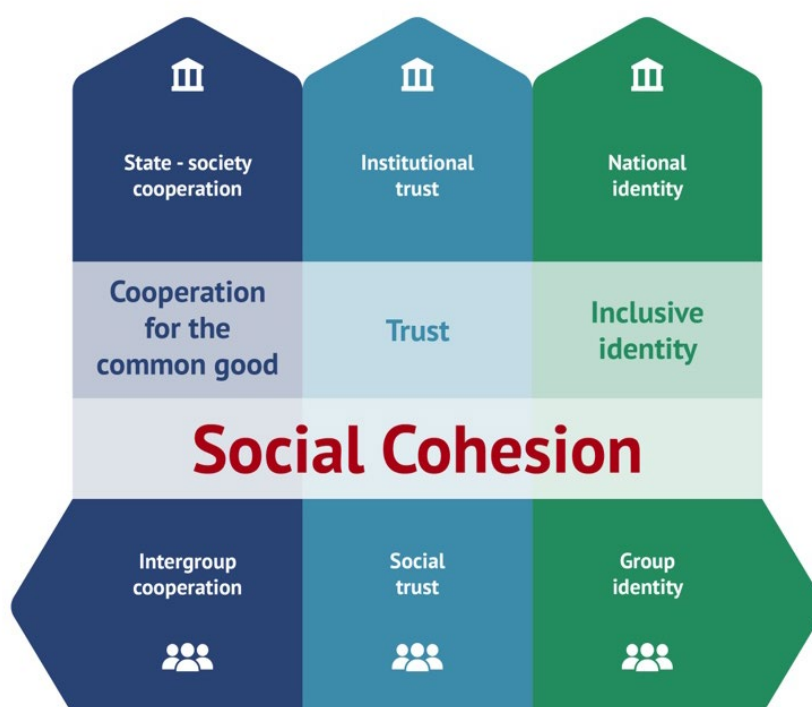 State - society
cooperation
Institutional
trust
National
identity
Cooperation
for the
common good
Trust
Inclusive
identity
Social Cohesion
Intergroup
cooperation
Social
trust
Group
identity